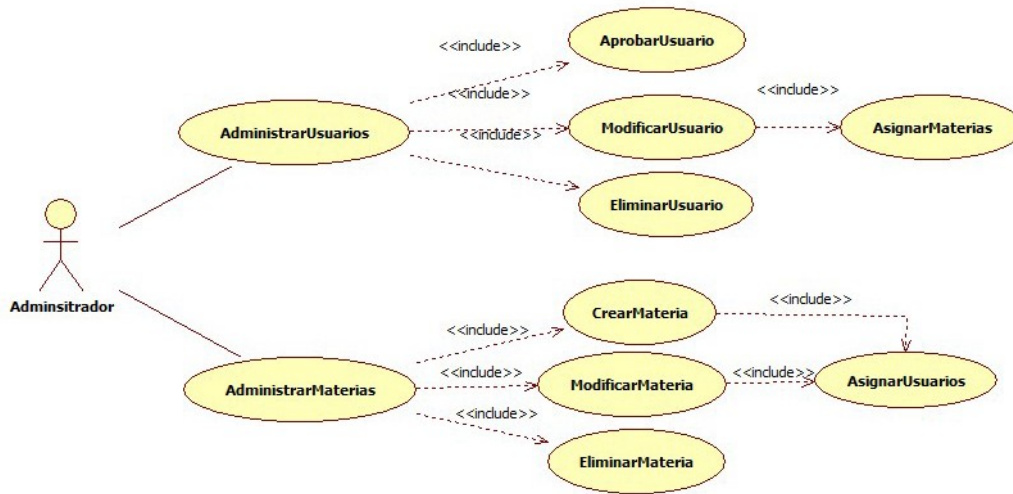 <<include>>
AprobarUsuario
<<include>>
<<include>>
AdministrarUsuarios
<<include>>
ModificarUsuario
AsignarMaterias
EliminarUsuario
Adminsitrador
<<include>>
CrearMateria
<<include>>
<<include>>
<<include>>
AdministrarMaterias
ModificarMateria
AsignarUsuarios
<<include>>
EliminarMateria